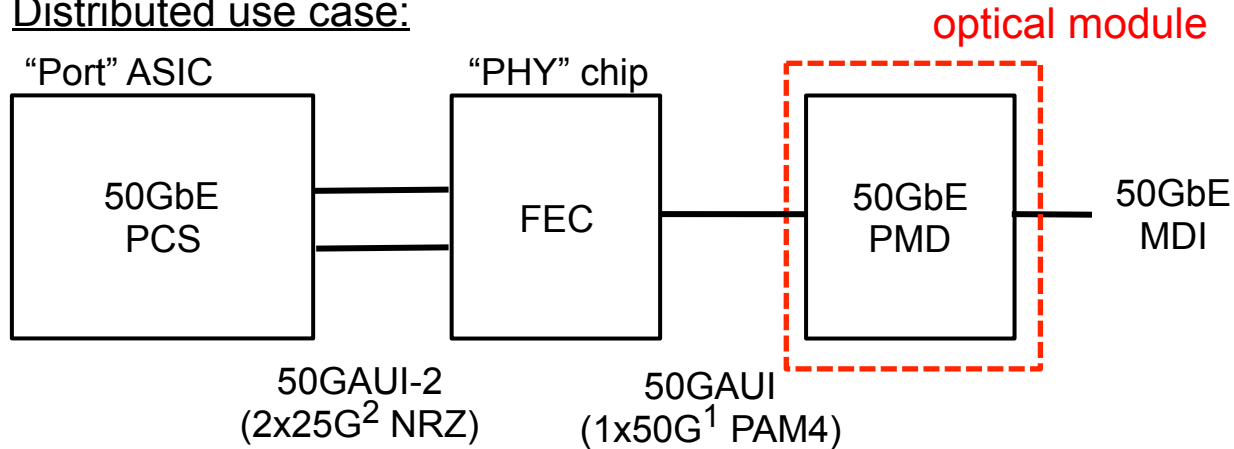 Distributed use case:
optical module
“Port” ASIC
“PHY” chip
50GbE
PCS
FEC
50GbE
PMD
50GbE
MDI
50GAUI-2
(2x25G² NRZ)
50GAUI
(1x50G¹ PAM4)